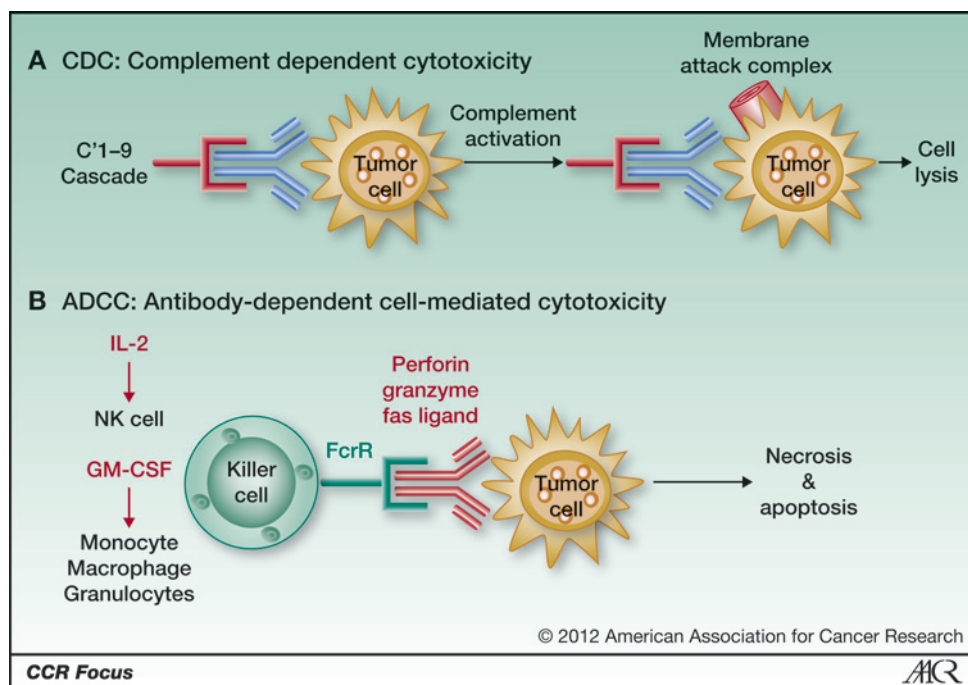 A CDC: Complement dependent cytotoxicity
C'1–9
Cascade
Tumor
cell
Complement
activation
Membrane
attack complex
Tumor
cell
Cell
lysis
B ADCC: Antibody-dependent cell-mediated cytotoxicity
IL-2
NK cell
GM-CSF
Monocyte
Macrophage
Granulocytes
Killer
cell
FcrR
Perforin
granzyme
fas ligand
Tumor
cell
Necrosis
&
apoptosis
© 2012 American Association for Cancer Research
CCR Focus
AACR